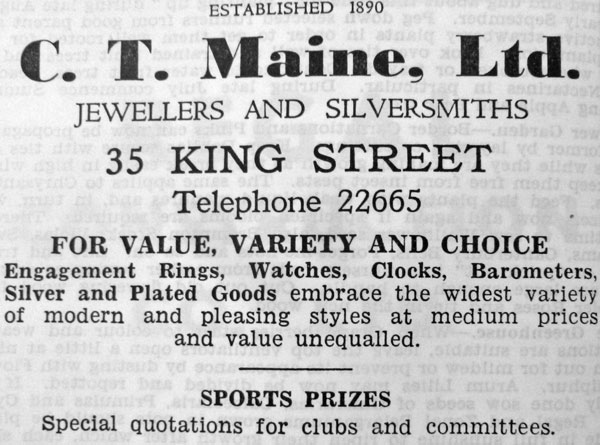 ESTABLISHED 1890
C. T. Maine, Ltd.
JEWELLERS AND SILVERSMITHS
35 KING STREET
Telephone 22665
FOR VALUE, VARIETY AND CHOICE
Engagement Rings, Watches, Clocks, Barometers,
Silver and Plated Goods embrace the widest variety
of modern and pleasing styles at medium prices
and value unequalled.
SPORTS PRIZES
Special quotations for clubs and committees.